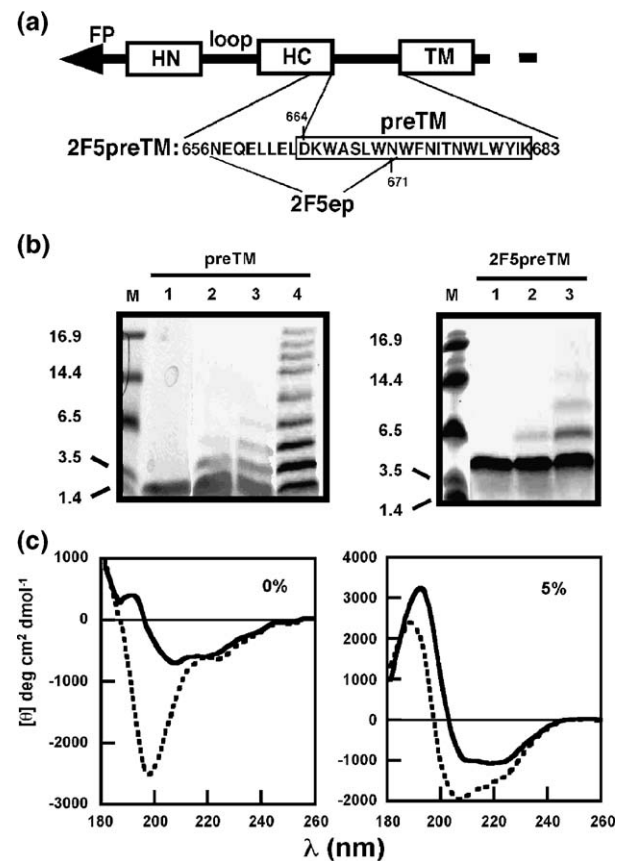 (a)
FP
HN
loop
HC
TM
664
preTM
2F5preTM: 656NEQELLELDKWASLWNWFNITNWLWYIK683
671
2F5ep
(b)
preTM
M 1 2 3 4
16.9
14.4
6.5
3.5
1.4
2F5preTM
M 1 2 3
16.9
14.4
6.5
3.5
1.4
(c)
[θ] deg cm² dmol⁻¹
1000
0
-1000
-2000
-3000
0%
180 200 220 240 260
4000
3000
2000
1000
0
-1000
-2000
5%
180 200 220 240 260
λ (nm)